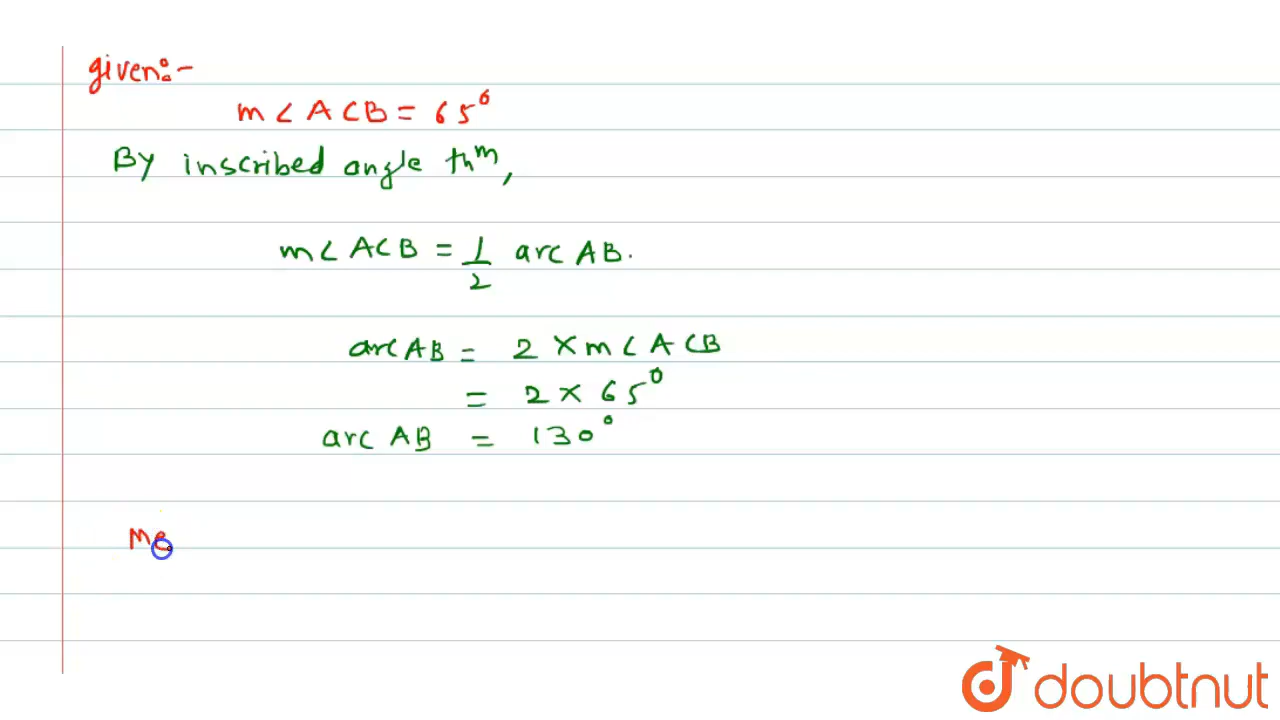 given:-
m∠ACB = 65°
By inscribed angle thm,
m∠ACB = 1/2 arc AB.
arc AB = 2 × m∠ACB
= 2 × 65°
arc AB = 130°
Me
doubtnut